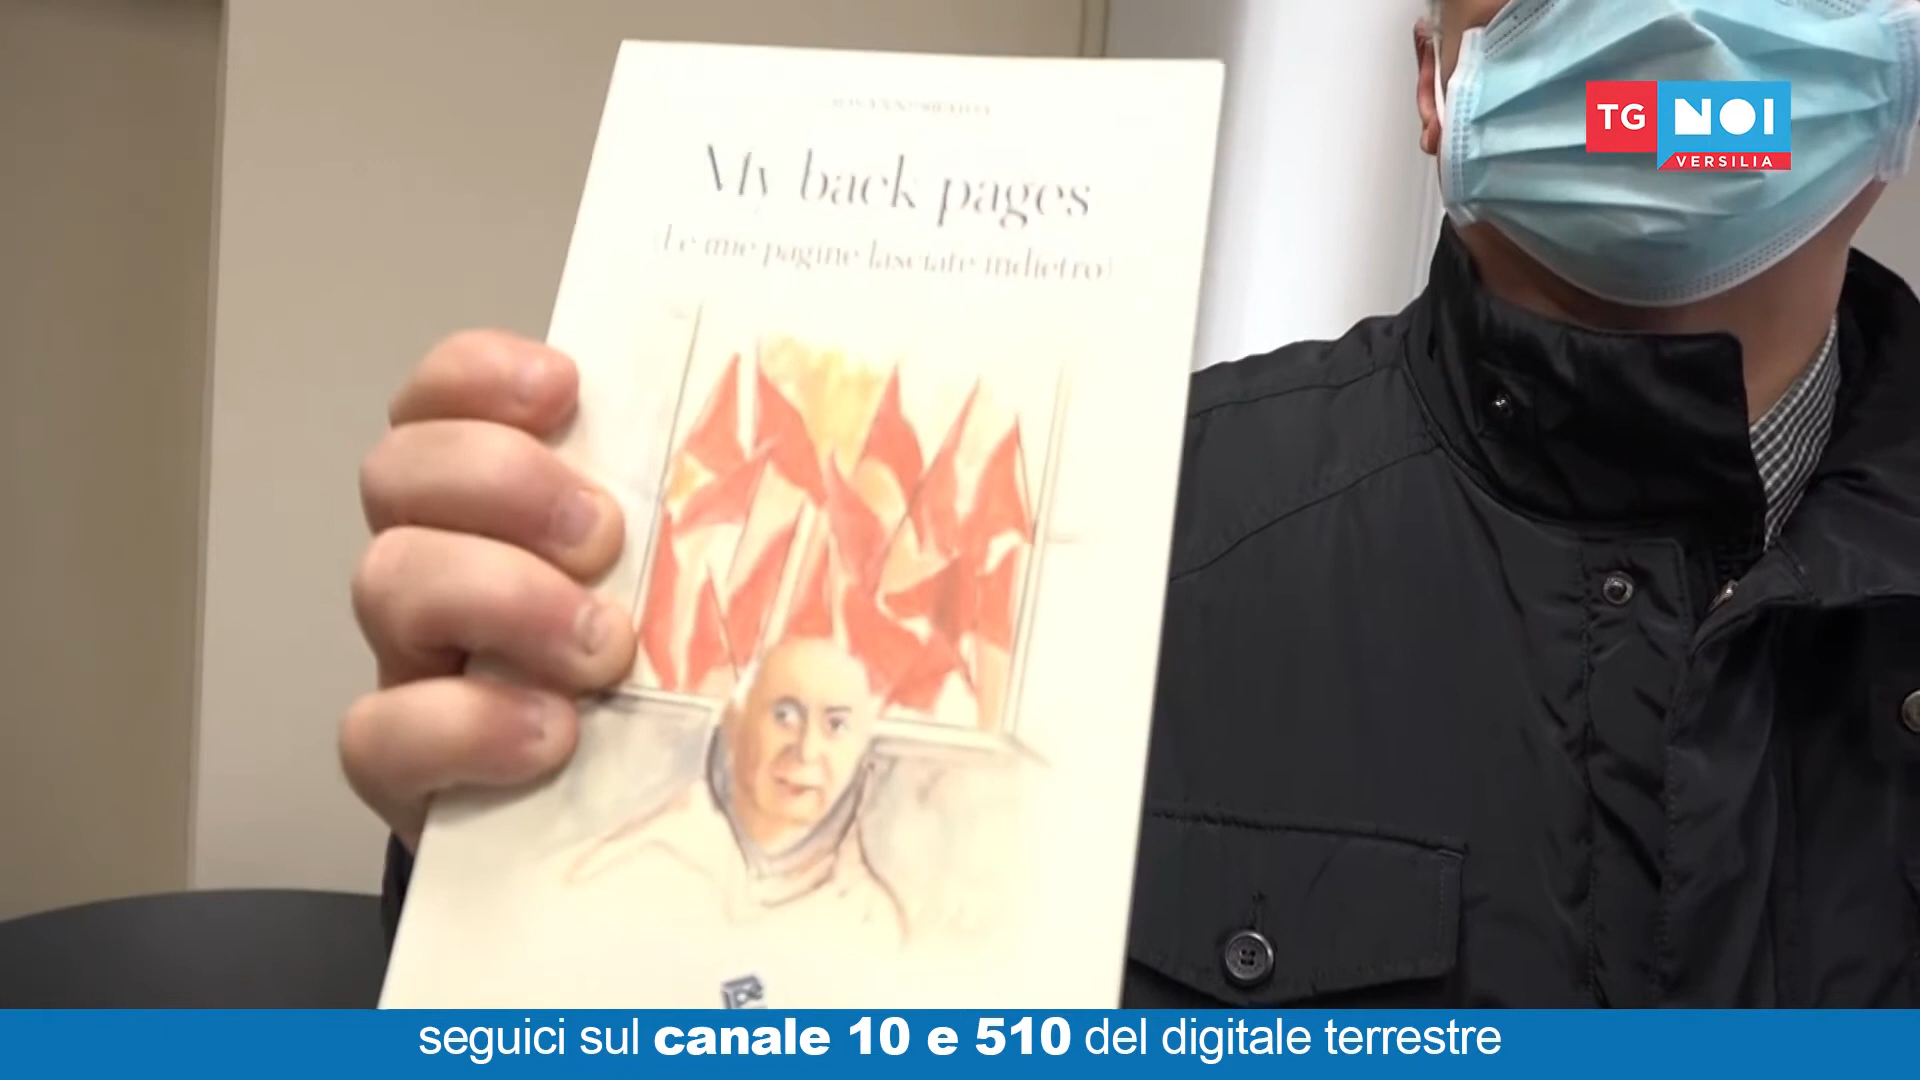 My back pages
(Le mie pagine lasciate indietro)
TG NOI
VERSILIA
seguici sul canale 10 e 510 del digitale terrestre